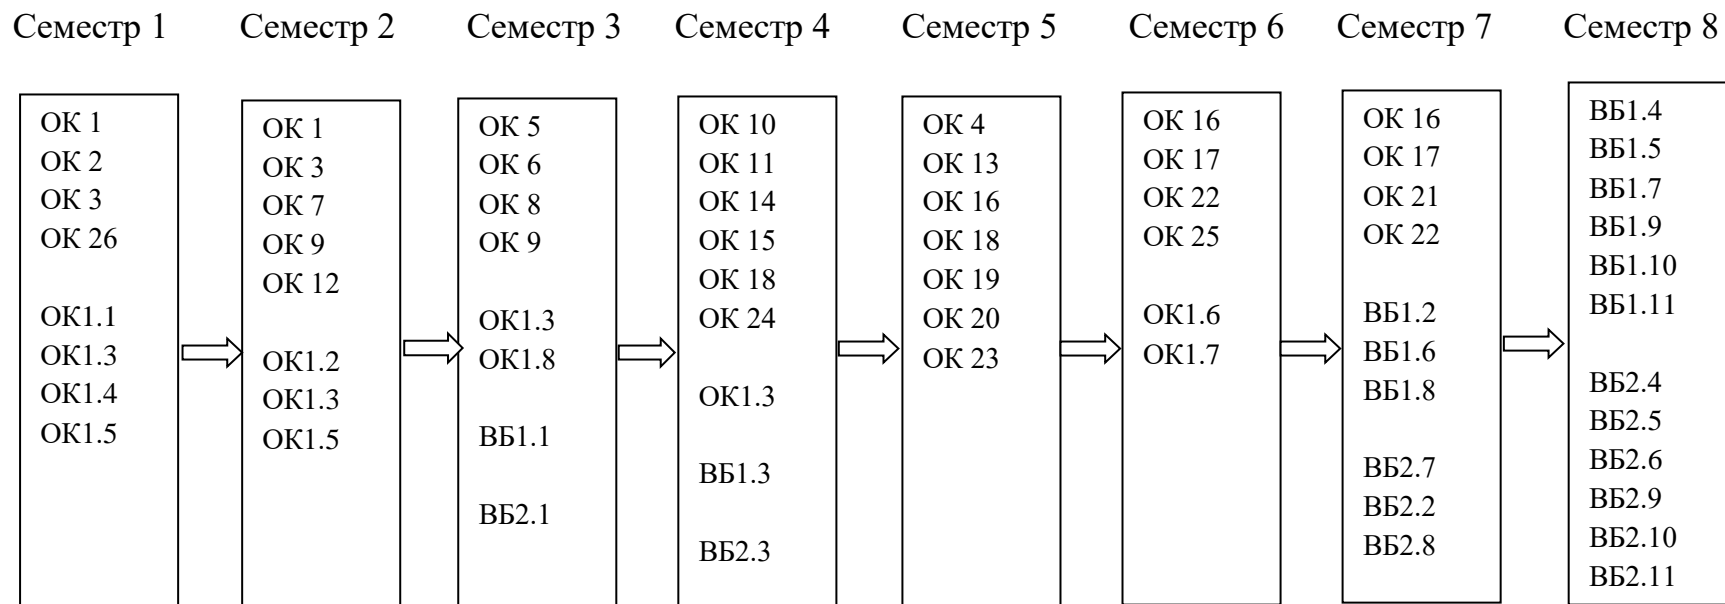 Семестр 1
Семестр 2
Семестр 3
Семестр 4
Семестр 5
Семестр 6
Семестр 7
Семестр 8
ОК 1
ОК 2
ОК 3
ОК 26
ОК1.1
ОК1.3
ОК1.4
ОК1.5
ОК 1
ОК 3
ОК 7
ОК 9
ОК 12
ОК1.2
ОК1.3
ОК1.5
ОК 5
ОК 6
ОК 8
ОК 9
ОК1.3
ОК1.8
ВБ1.1
ВБ2.1
ОК 10
ОК 11
ОК 14
ОК 15
ОК 18
ОК 24
ОК1.3
ВБ1.3
ВБ2.3
ОК 4
ОК 13
ОК 16
ОК 18
ОК 19
ОК 20
ОК 23
ОК 16
ОК 17
ОК 22
ОК 25
ОК1.6
ОК1.7
ОК 16
ОК 17
ОК 21
ОК 22
ВБ1.2
ВБ1.6
ВБ1.8
ВБ2.7
ВБ2.2
ВБ2.8
ВБ1.4
ВБ1.5
ВБ1.7
ВБ1.9
ВБ1.10
ВБ1.11
ВБ2.4
ВБ2.5
ВБ2.6
ВБ2.9
ВБ2.10
ВБ2.11